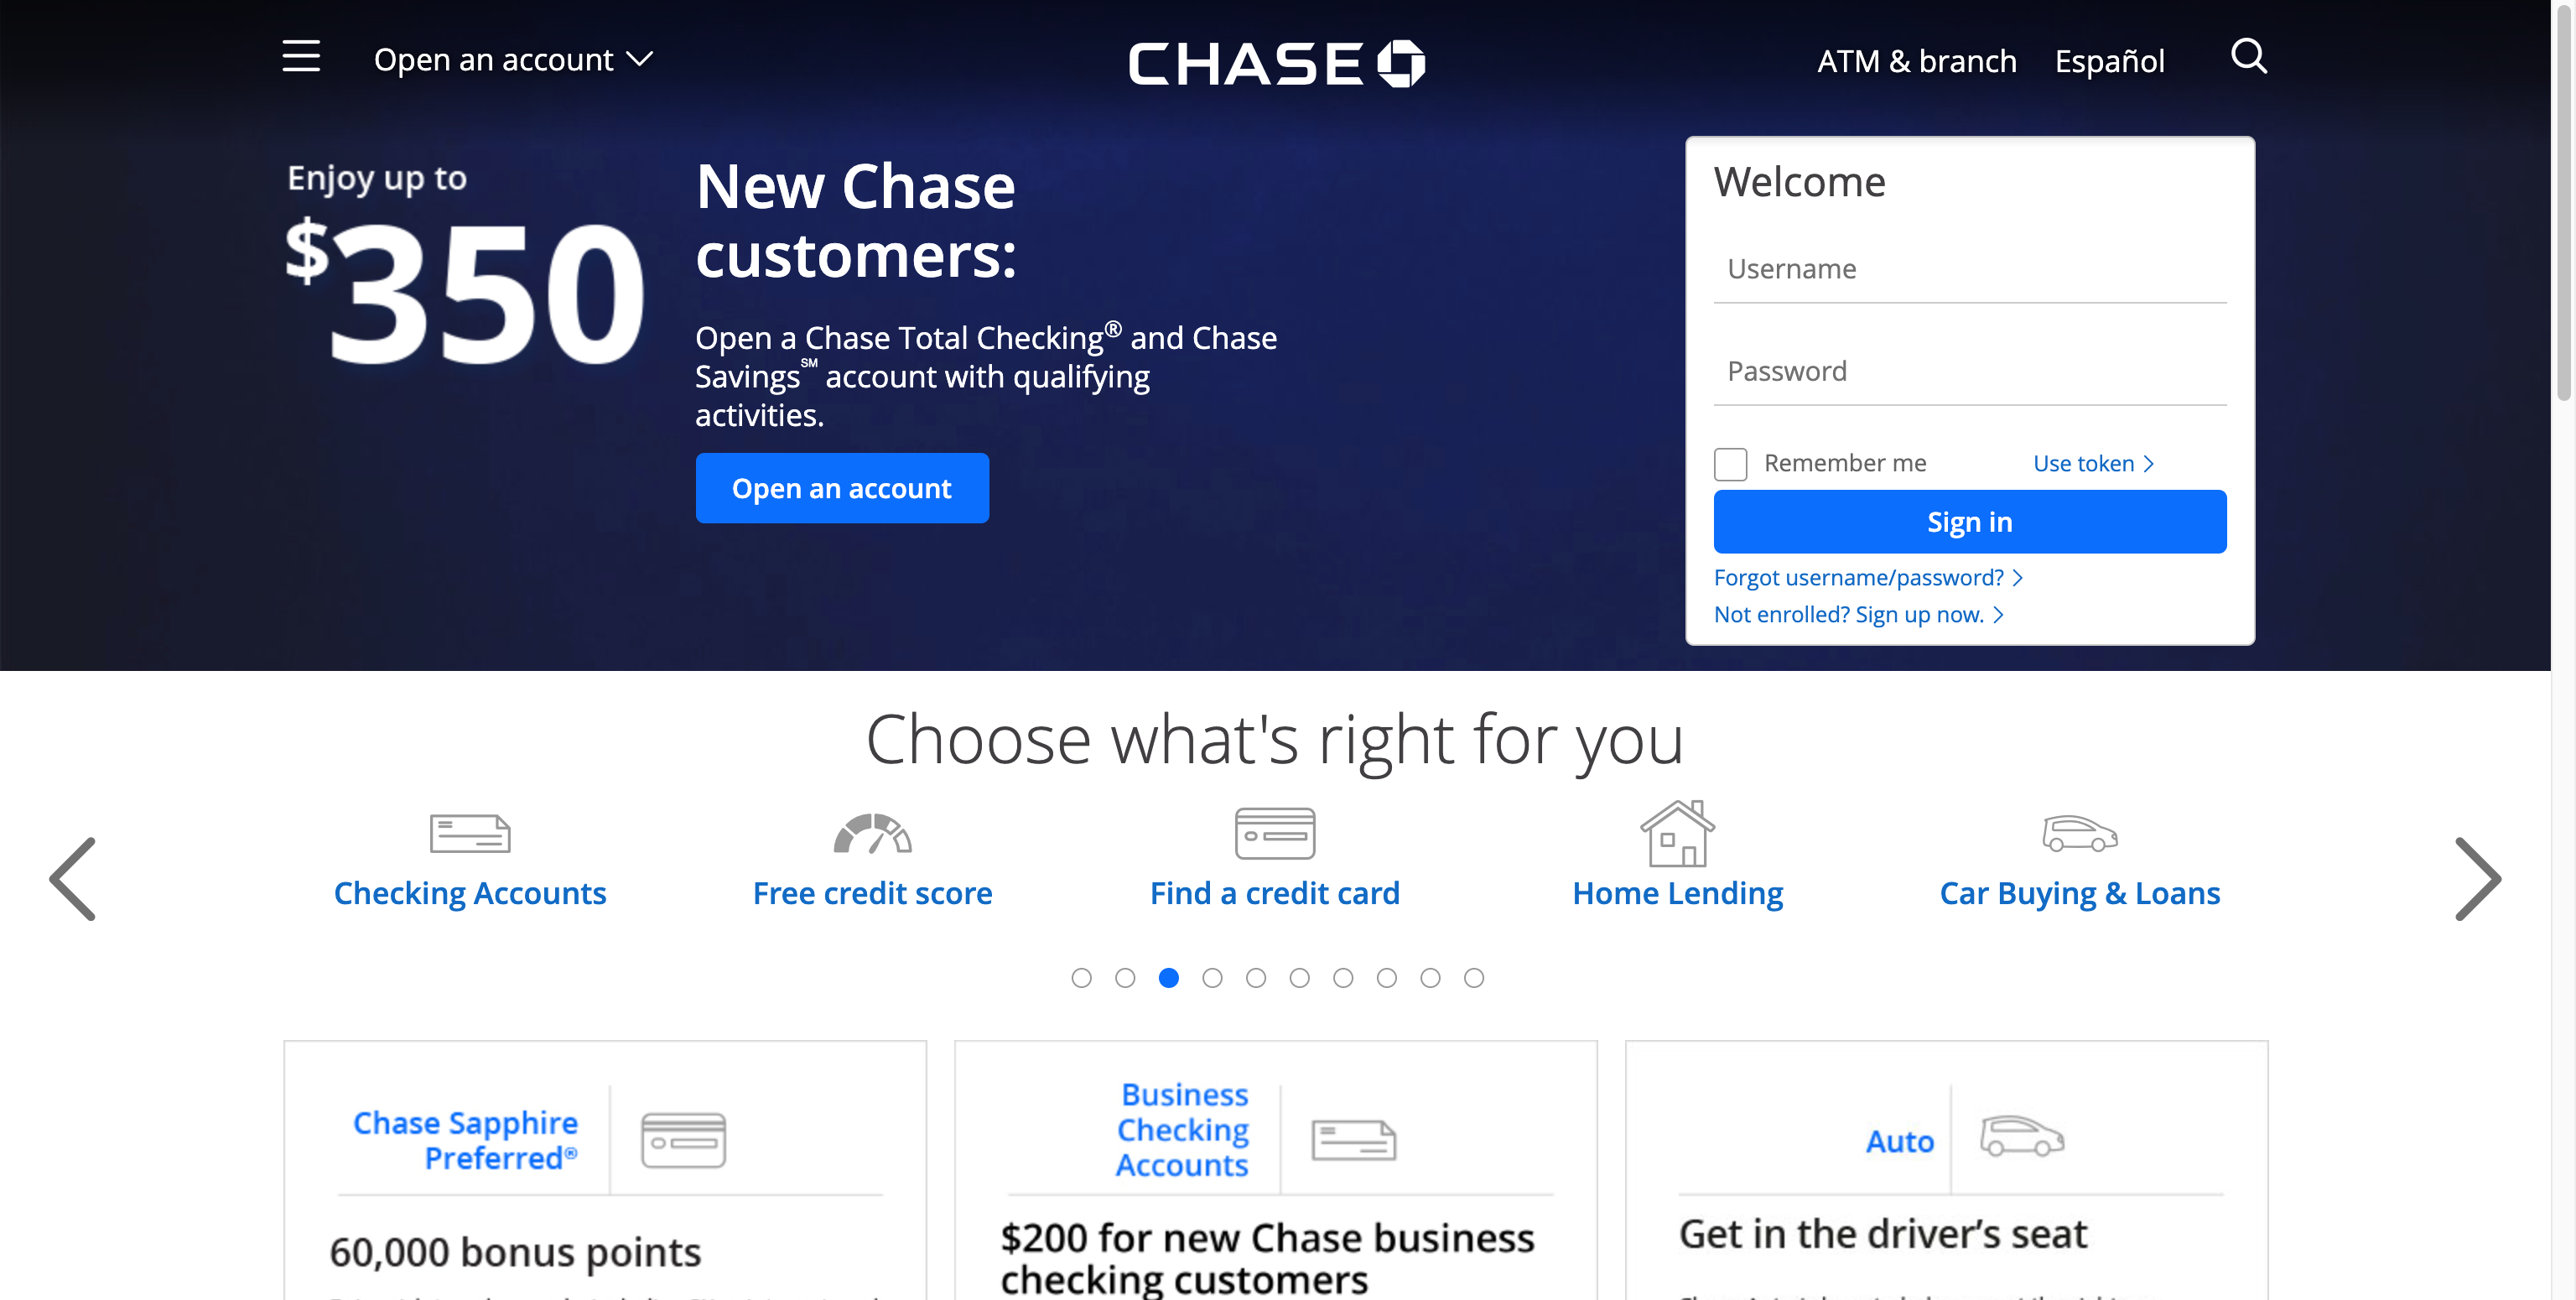 Open an account
CHASE
ATM & branch
Español
Enjoy up to
$350
New Chase
customers:
Open a Chase Total Checking® and Chase
Savings℠ account with qualifying
activities.
Open an account
Welcome
Username
Password
Remember me
Use token
Sign in
Forgot username/password?
Not enrolled? Sign up now.
Choose what's right for you
Checking Accounts
Free credit score
Find a credit card
Home Lending
Car Buying & Loans
Chase Sapphire
Preferred®
60,000 bonus points
Business
Checking
Accounts
$200 for new Chase business
checking customers
Auto
Get in the driver’s seat